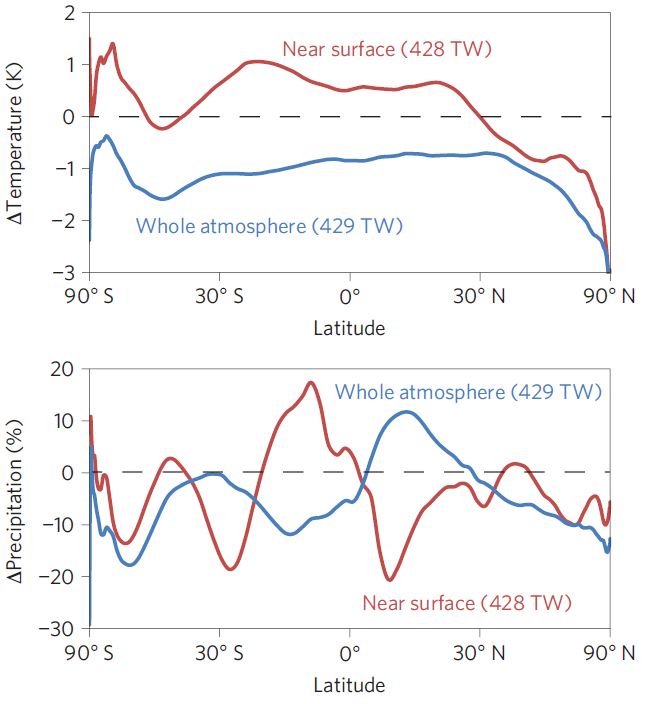 2
Near surface (428 TW)
1
0
−1
−2
−3
ΔTemperature (K)
Whole atmosphere (429 TW)
90° S
30° S
0°
30° N
90° N
Latitude
20
Whole atmosphere (429 TW)
10
0
−10
−20
−30
ΔPrecipitation (%)
Near surface (428 TW)
90° S
30° S
0°
30° N
90° N
Latitude